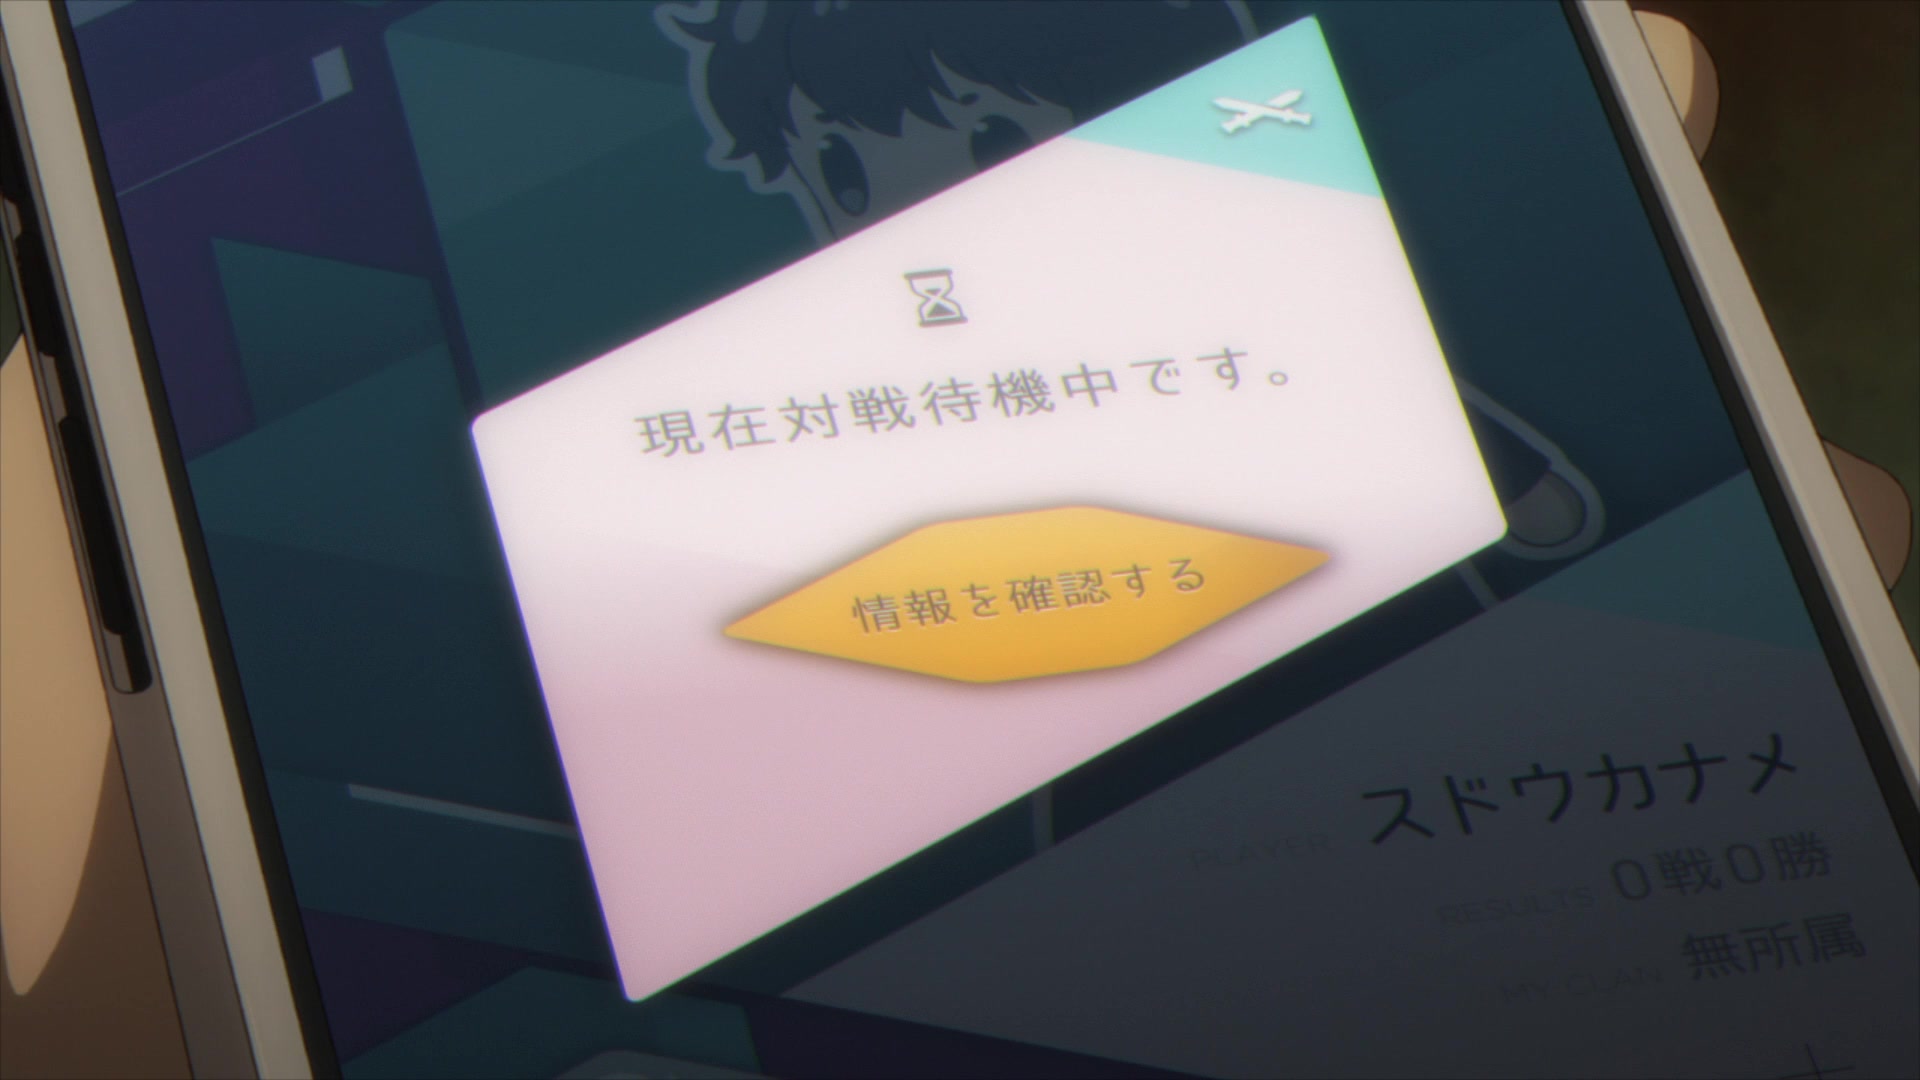 現在対戦待機中です。
情報を確認する
スドウカナメ
PLAYER
RESULTS 0戦0勝
MY CLAN 無所属